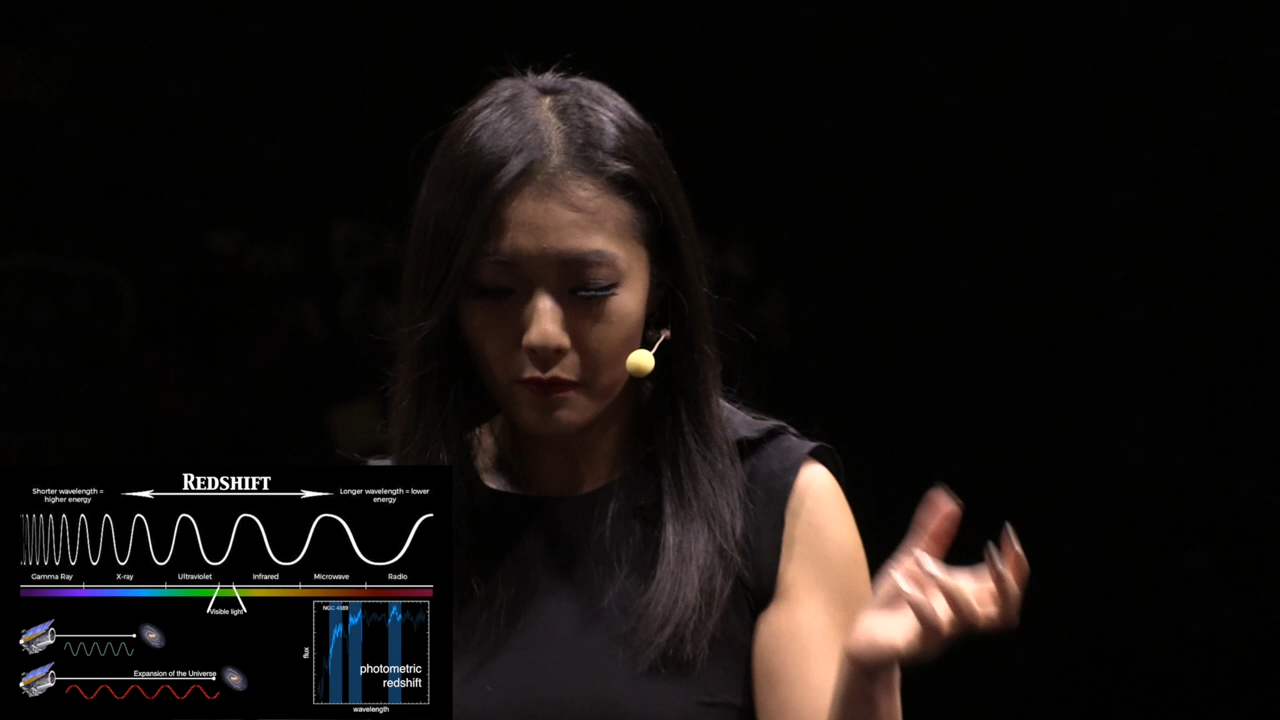 REDSHIFT
Shorter wavelength =
higher energy
Longer wavelength = lower
energy
Gamma Ray
X-ray
Ultraviolet
Infrared
Microwave
Radio
Visible light
Expansion of the Universe
NGC 4889
flux
photometric
redshift
wavelength